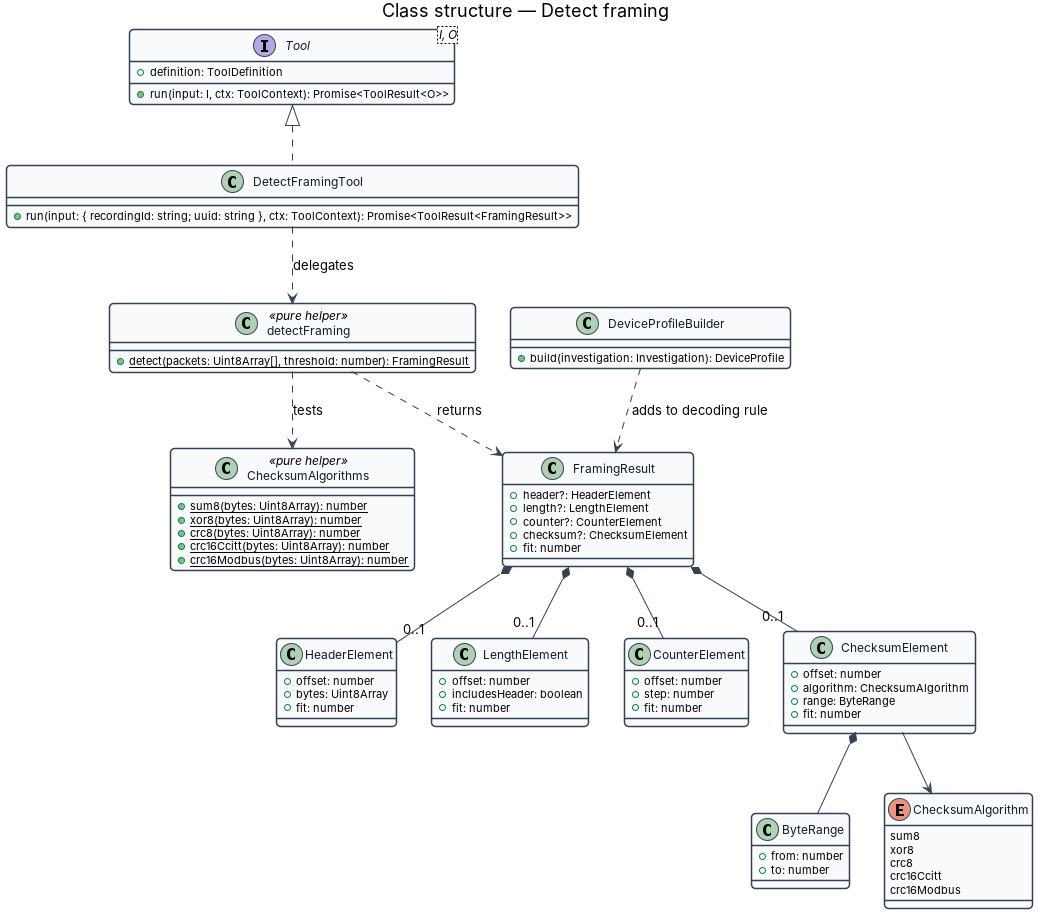 Class structure — Detect framing
I, O
I Tool
definition: ToolDefinition
run(input: I, ctx: ToolContext): Promise<ToolResult<O>>
C DetectFramingTool
run(input: { recordingId: string; uuid: string }, ctx: ToolContext): Promise<ToolResult<FramingResult>>
delegates
«pure helper»
C detectFraming
detect(packets: Uint8Array[], threshold: number): FramingResult
C DeviceProfileBuilder
build(investigation: Investigation): DeviceProfile
tests
returns
adds to decoding rule
«pure helper»
C ChecksumAlgorithms
sum8(bytes: Uint8Array): number
xor8(bytes: Uint8Array): number
crc8(bytes: Uint8Array): number
crc16Ccitt(bytes: Uint8Array): number
crc16Modbus(bytes: Uint8Array): number
C FramingResult
header?: HeaderElement
length?: LengthElement
counter?: CounterElement
checksum?: ChecksumElement
fit: number
0..1
0..1
0..1
0..1
C HeaderElement
offset: number
bytes: Uint8Array
fit: number
C LengthElement
offset: number
includesHeader: boolean
fit: number
C CounterElement
offset: number
step: number
fit: number
C ChecksumElement
offset: number
algorithm: ChecksumAlgorithm
range: ByteRange
fit: number
C ByteRange
from: number
to: number
E ChecksumAlgorithm
sum8
xor8
crc8
crc16Ccitt
crc16Modbus